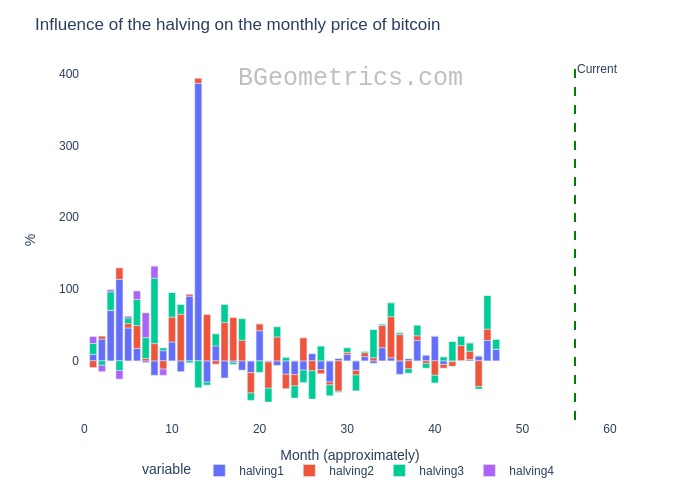 Influence of the halving on the monthly price of bitcoin
BGeometrics.com
Current
400
300
200
100
0
%
0 10 20 30 40 50 60
Month (approximately)
variable halving1 halving2 halving3 halving4